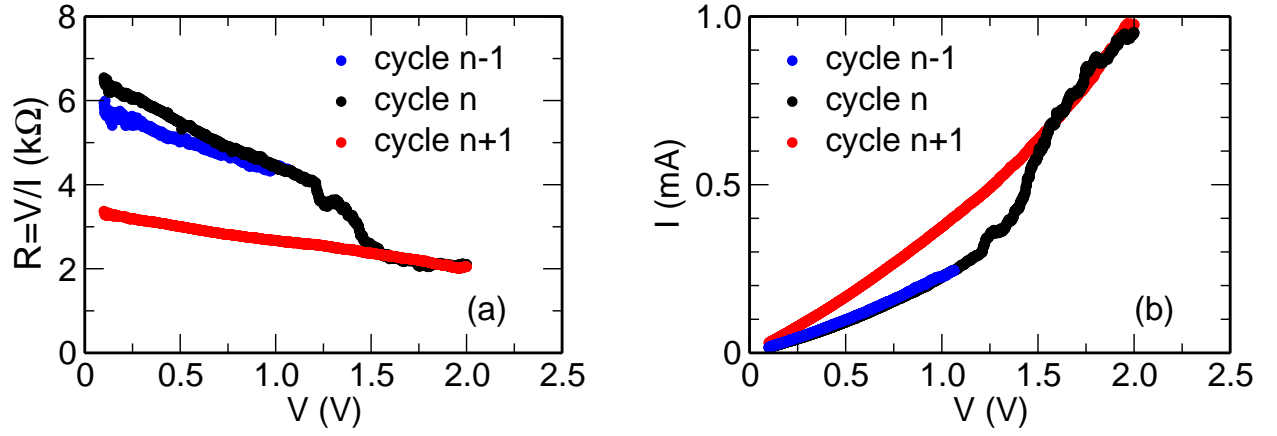 8
6
4
2
0
R=V/I (kΩ)
cycle n-1
cycle n
cycle n+1
(a)
0 0.5 1.0 1.5 2.0 2.5
V (V)
1.0
0.5
0
I (mA)
cycle n-1
cycle n
cycle n+1
(b)
0 0.5 1.0 1.5 2.0 2.5
V (V)